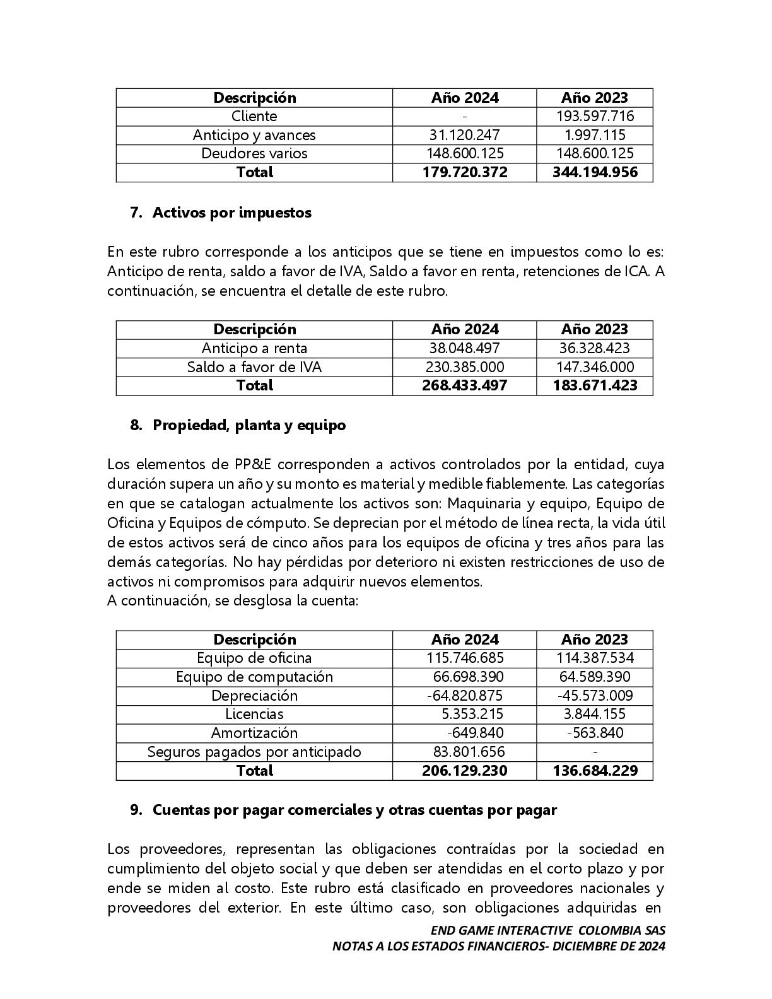 Descripción Año 2024 Año 2023
Cliente - 193.597.716
Anticipo y avances 31.120.247 1.997.115
Deudores varios 148.600.125 148.600.125
Total 179.720.372 344.194.956
7. Activos por impuestos
En este rubro corresponde a los anticipos que se tiene en impuestos como lo es:
Anticipo de renta, saldo a favor de IVA, Saldo a favor en renta, retenciones de ICA. A
continuación, se encuentra el detalle de este rubro.
Descripción Año 2024 Año 2023
Anticipo a renta 38.048.497 36.328.423
Saldo a favor de IVA 230.385.000 147.346.000
Total 268.433.497 183.671.423
8. Propiedad, planta y equipo
Los elementos de PP&E corresponden a activos controlados por la entidad, cuya
duración supera un año y su monto es material y medible fiablemente. Las categorías
en que se catalogan actualmente los activos son: Maquinaria y equipo, Equipo de
Oficina y Equipos de cómputo. Se deprecian por el método de línea recta, la vida útil
de estos activos será de cinco años para los equipos de oficina y tres años para las
demás categorías. No hay pérdidas por deterioro ni existen restricciones de uso de
activos ni compromisos para adquirir nuevos elementos.
A continuación, se desglosa la cuenta:
Descripción Año 2024 Año 2023
Equipo de oficina 115.746.685 114.387.534
Equipo de computación 66.698.390 64.589.390
Depreciación -64.820.875 -45.573.009
Licencias 5.353.215 3.844.155
Amortización -649.840 -563.840
Seguros pagados por anticipado 83.801.656 -
Total 206.129.230 136.684.229
9. Cuentas por pagar comerciales y otras cuentas por pagar
Los proveedores, representan las obligaciones contraídas por la sociedad en
cumplimiento del objeto social y que deben ser atendidas en el corto plazo y por
ende se miden al costo. Este rubro está clasificado en proveedores nacionales y
proveedores del exterior. En este último caso, son obligaciones adquiridas en
END GAME INTERACTIVE COLOMBIA SAS
NOTAS A LOS ESTADOS FINANCIEROS- DICIEMBRE DE 2024